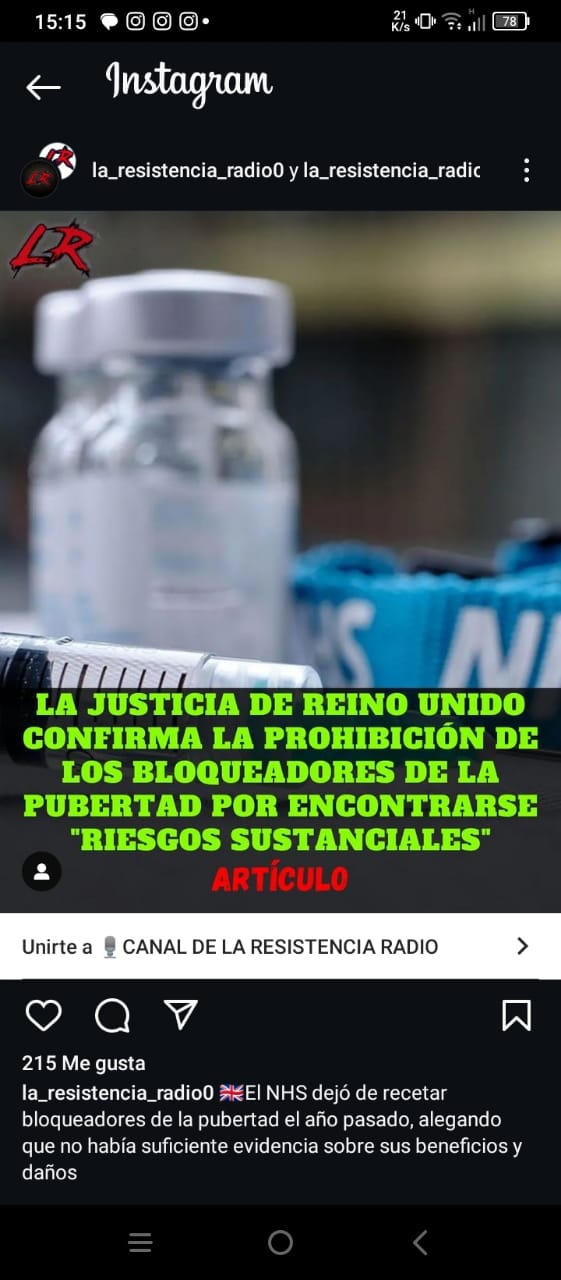 15:15
21
K/s
H
78
Instagram
la_resistencia_radio0 y la_resistencia_radic
LR
LR
LR
S
NH
LA JUSTICIA DE REINO UNIDO
CONFIRMA LA PROHIBICIÓN DE
LOS BLOQUEADORES DE LA
PUBERTAD POR ENCONTRARSE
"RIESGOS SUSTANCIALES"
ARTÍCULO
Unirte a 🎙️CANAL DE LA RESISTENCIA RADIO
215 Me gusta
la_resistencia_radio0 🇬🇧El NHS dejó de recetar
bloqueadores de la pubertad el año pasado, alegando
que no había suficiente evidencia sobre sus beneficios y
daños